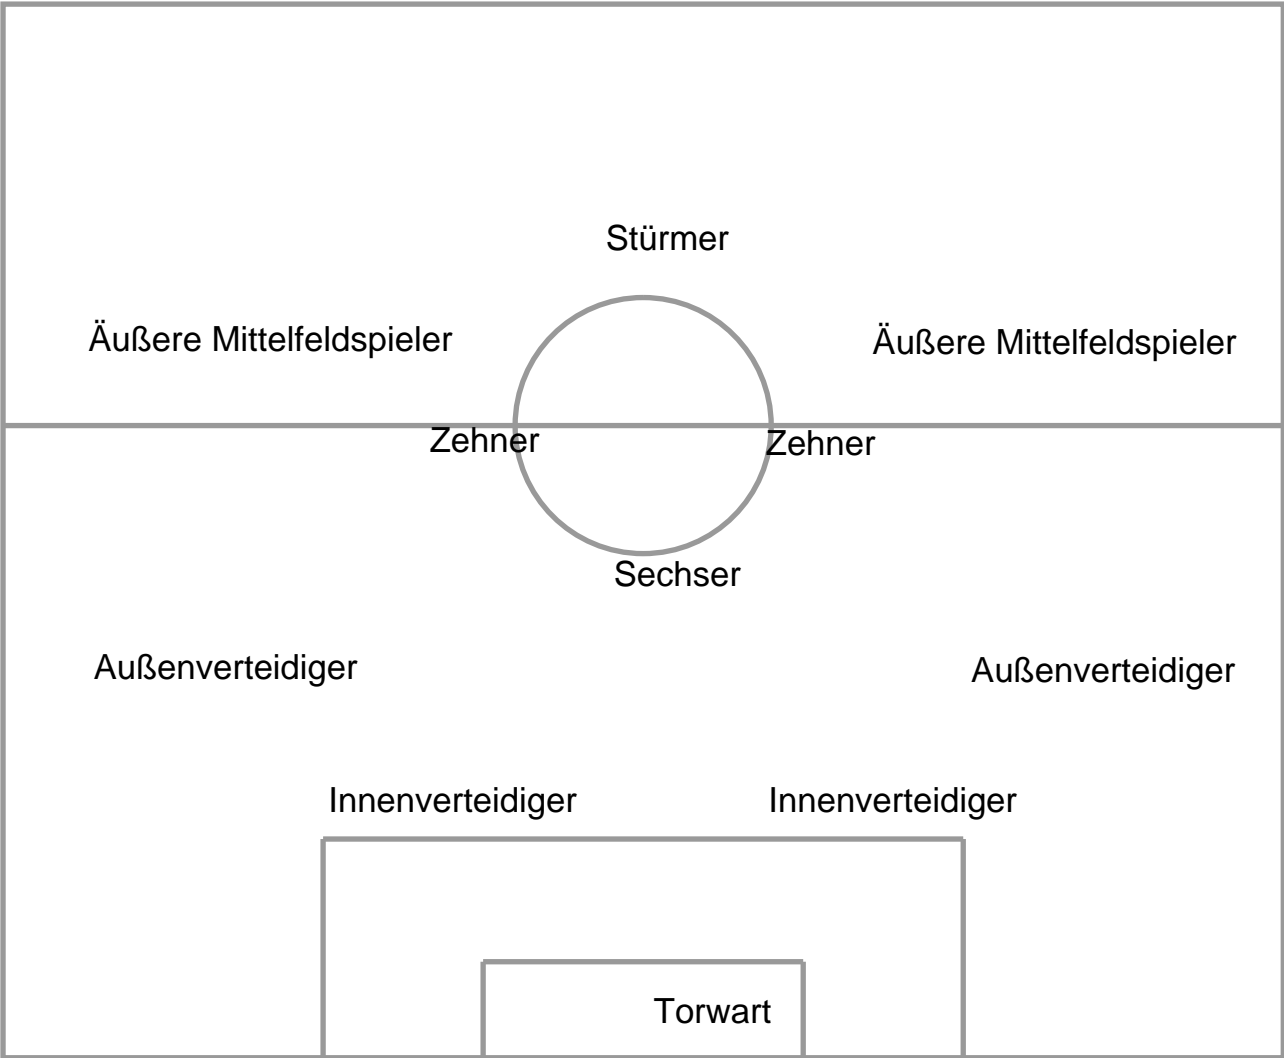 Stürmer
Äußere Mittelfeldspieler
Äußere Mittelfeldspieler
Zehner
Zehner
Sechser
Außenverteidiger
Außenverteidiger
Innenverteidiger
Innenverteidiger
Torwart